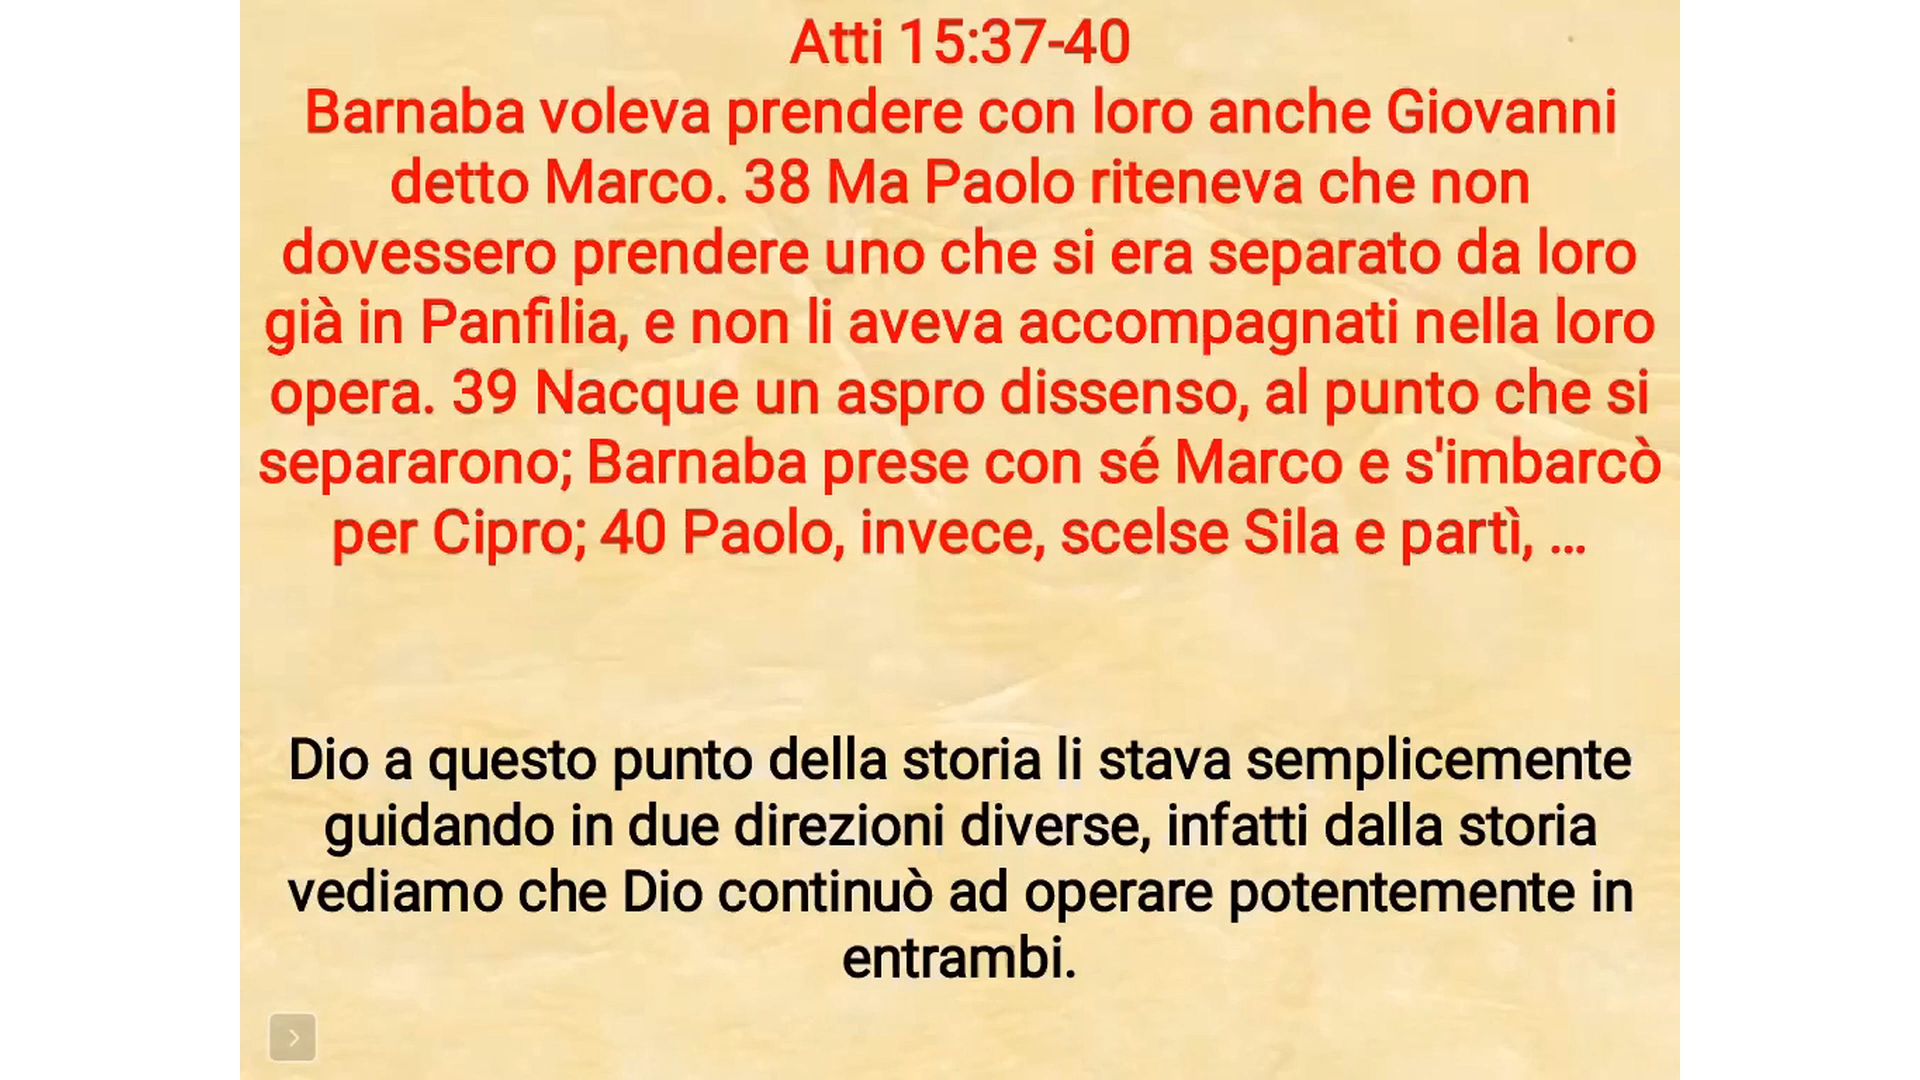 Atti 15:37-40
Barnaba voleva prendere con loro anche Giovanni
detto Marco. 38 Ma Paolo riteneva che non
dovessero prendere uno che si era separato da loro
già in Panfilia, e non li aveva accompagnati nella loro
opera. 39 Nacque un aspro dissenso, al punto che si
separarono; Barnaba prese con sé Marco e s'imbarcò
per Cipro; 40 Paolo, invece, scelse Sila e partì, ...
Dio a questo punto della storia li stava semplicemente
guidando in due direzioni diverse, infatti dalla storia
vediamo che Dio continuò ad operare potentemente in
entrambi.